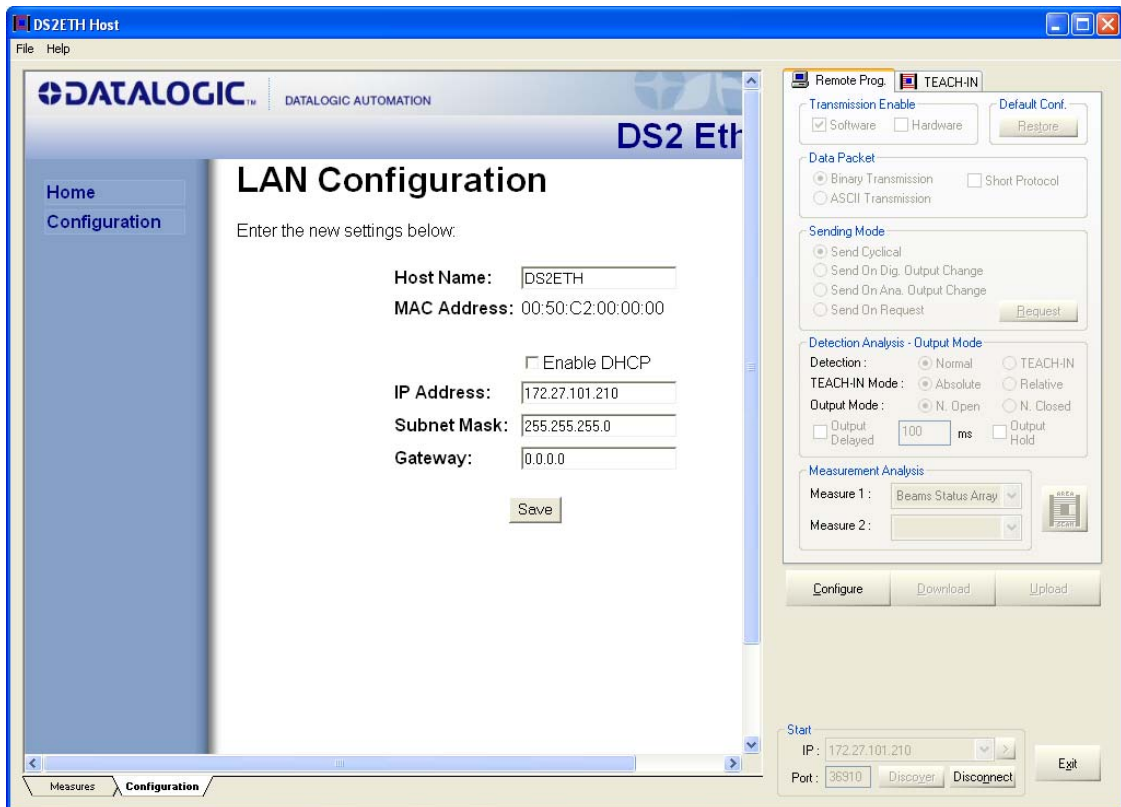 DS2ETH Host
File Help
DATALOGIC™ DATALOGIC AUTOMATION
DS2 Eth
Home
Configuration
LAN Configuration
Enter the new settings below:
Host Name: DS2ETH
MAC Address: 00:50:C2:00:00:00
Enable DHCP
IP Address: 172.27.101.210
Subnet Mask: 255.255.255.0
Gateway: 0.0.0.0
Save
Measures Configuration
Remote Prog. TEACH-IN
Transmission Enable
Software Hardware
Default Conf.
Restore
Data Packet
Binary Transmission Short Protocol
ASCII Transmission
Sending Mode
Send Cyclical
Send On Dig. Output Change
Send On Ana. Output Change
Send On Request Request
Detection Analysis - Output Mode
Detection : Normal TEACH-IN
TEACH-IN Mode : Absolute Relative
Output Mode : N. Open N. Closed
Output Delayed 100 ms Output Hold
Measurement Analysis
Measure 1 : Beams Status Array
Measure 2 :
AREA SCAN
Configure Download Upload
Start
IP : 172.27.101.210 >
Port : 36910 Discover Disconnect
Exit